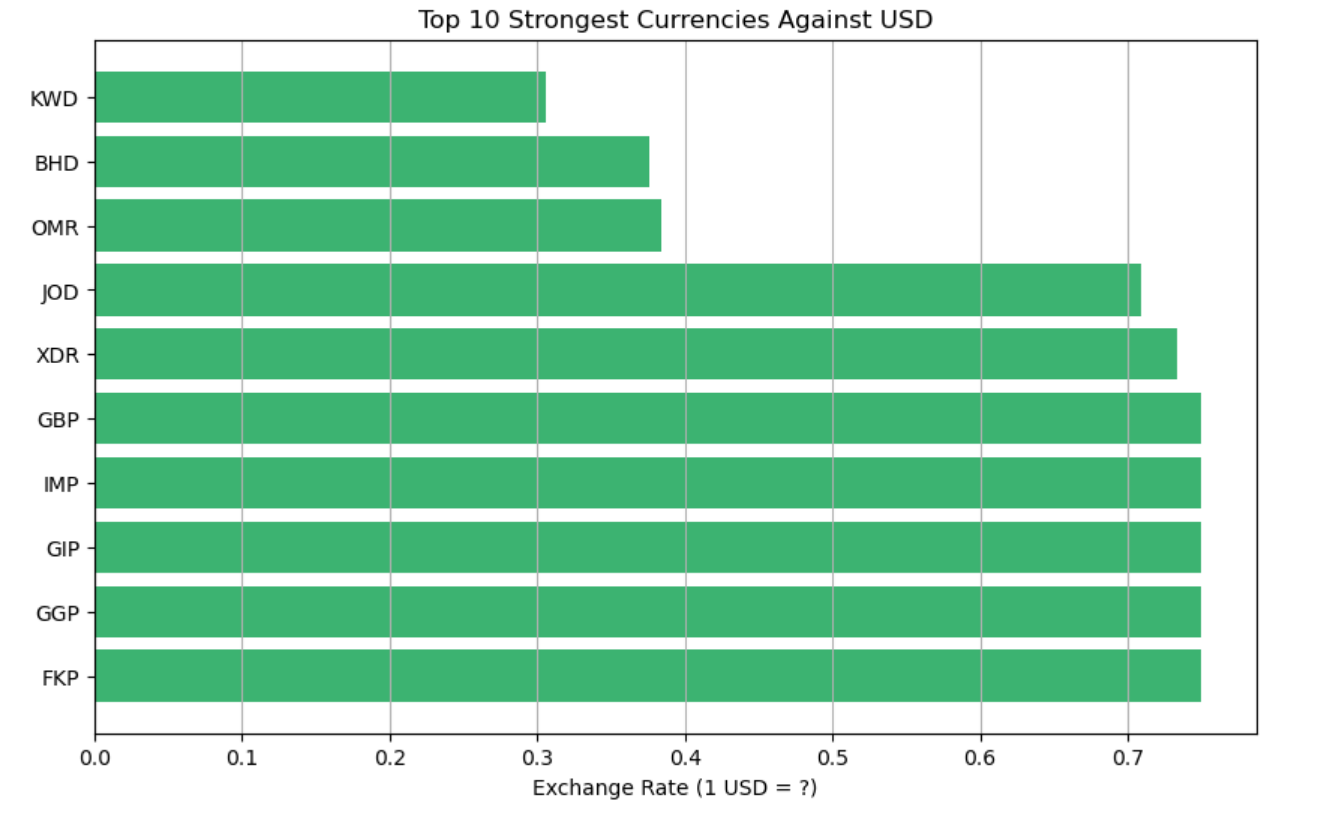 Top 10 Strongest Currencies Against USD
KWD
BHD
OMR
JOD
XDR
GBP
IMP
GIP
GGP
FKP
0.0 0.1 0.2 0.3 0.4 0.5 0.6 0.7
Exchange Rate (1 USD = ?)